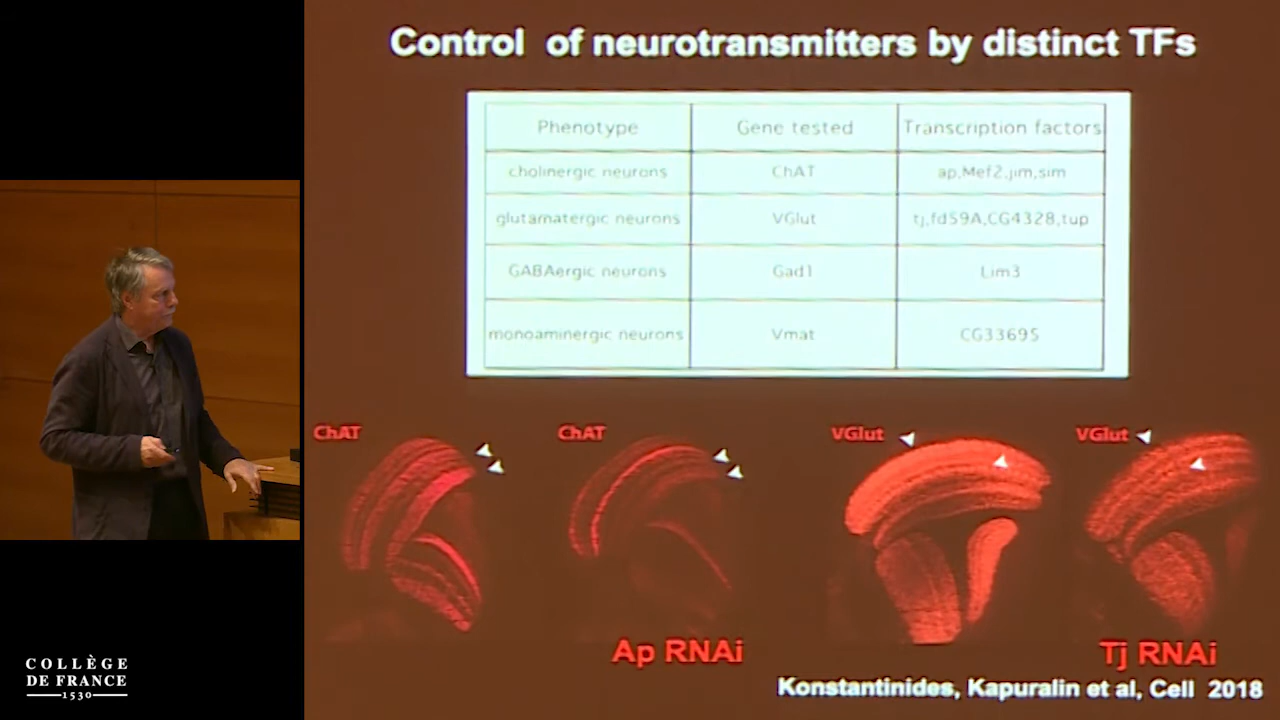 Control of neurotransmitters by distinct TFs
Phenotype Gene tested Transcription factors
cholinergic neurons ChAT ap,Mef2,jim,sim
glutamatergic neurons VGlut tj,fd59A,CG4328,tup
GABAergic neurons Gad1 Lim3
monoaminergic neurons Vmat CG33695
ChAT ChAT VGlut VGlut
Ap RNAi Tj RNAi
Konstantinides, Kapuralin et al, Cell 2018
COLLÈGE
DE FRANCE
1530